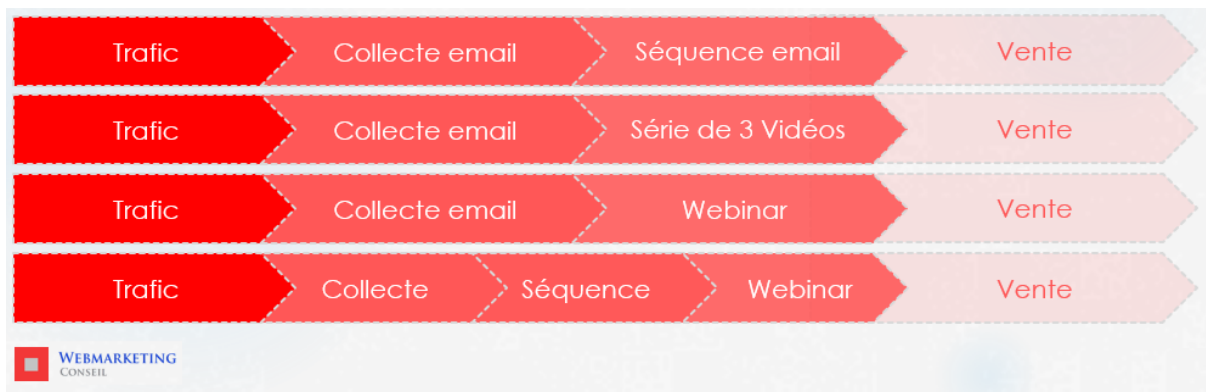 Trafic Collecte email Séquence email Vente
Trafic Collecte email Série de 3 Vidéos Vente
Trafic Collecte email Webinar Vente
Trafic Collecte Séquence Webinar Vente
WEBMARKETING
CONSEIL